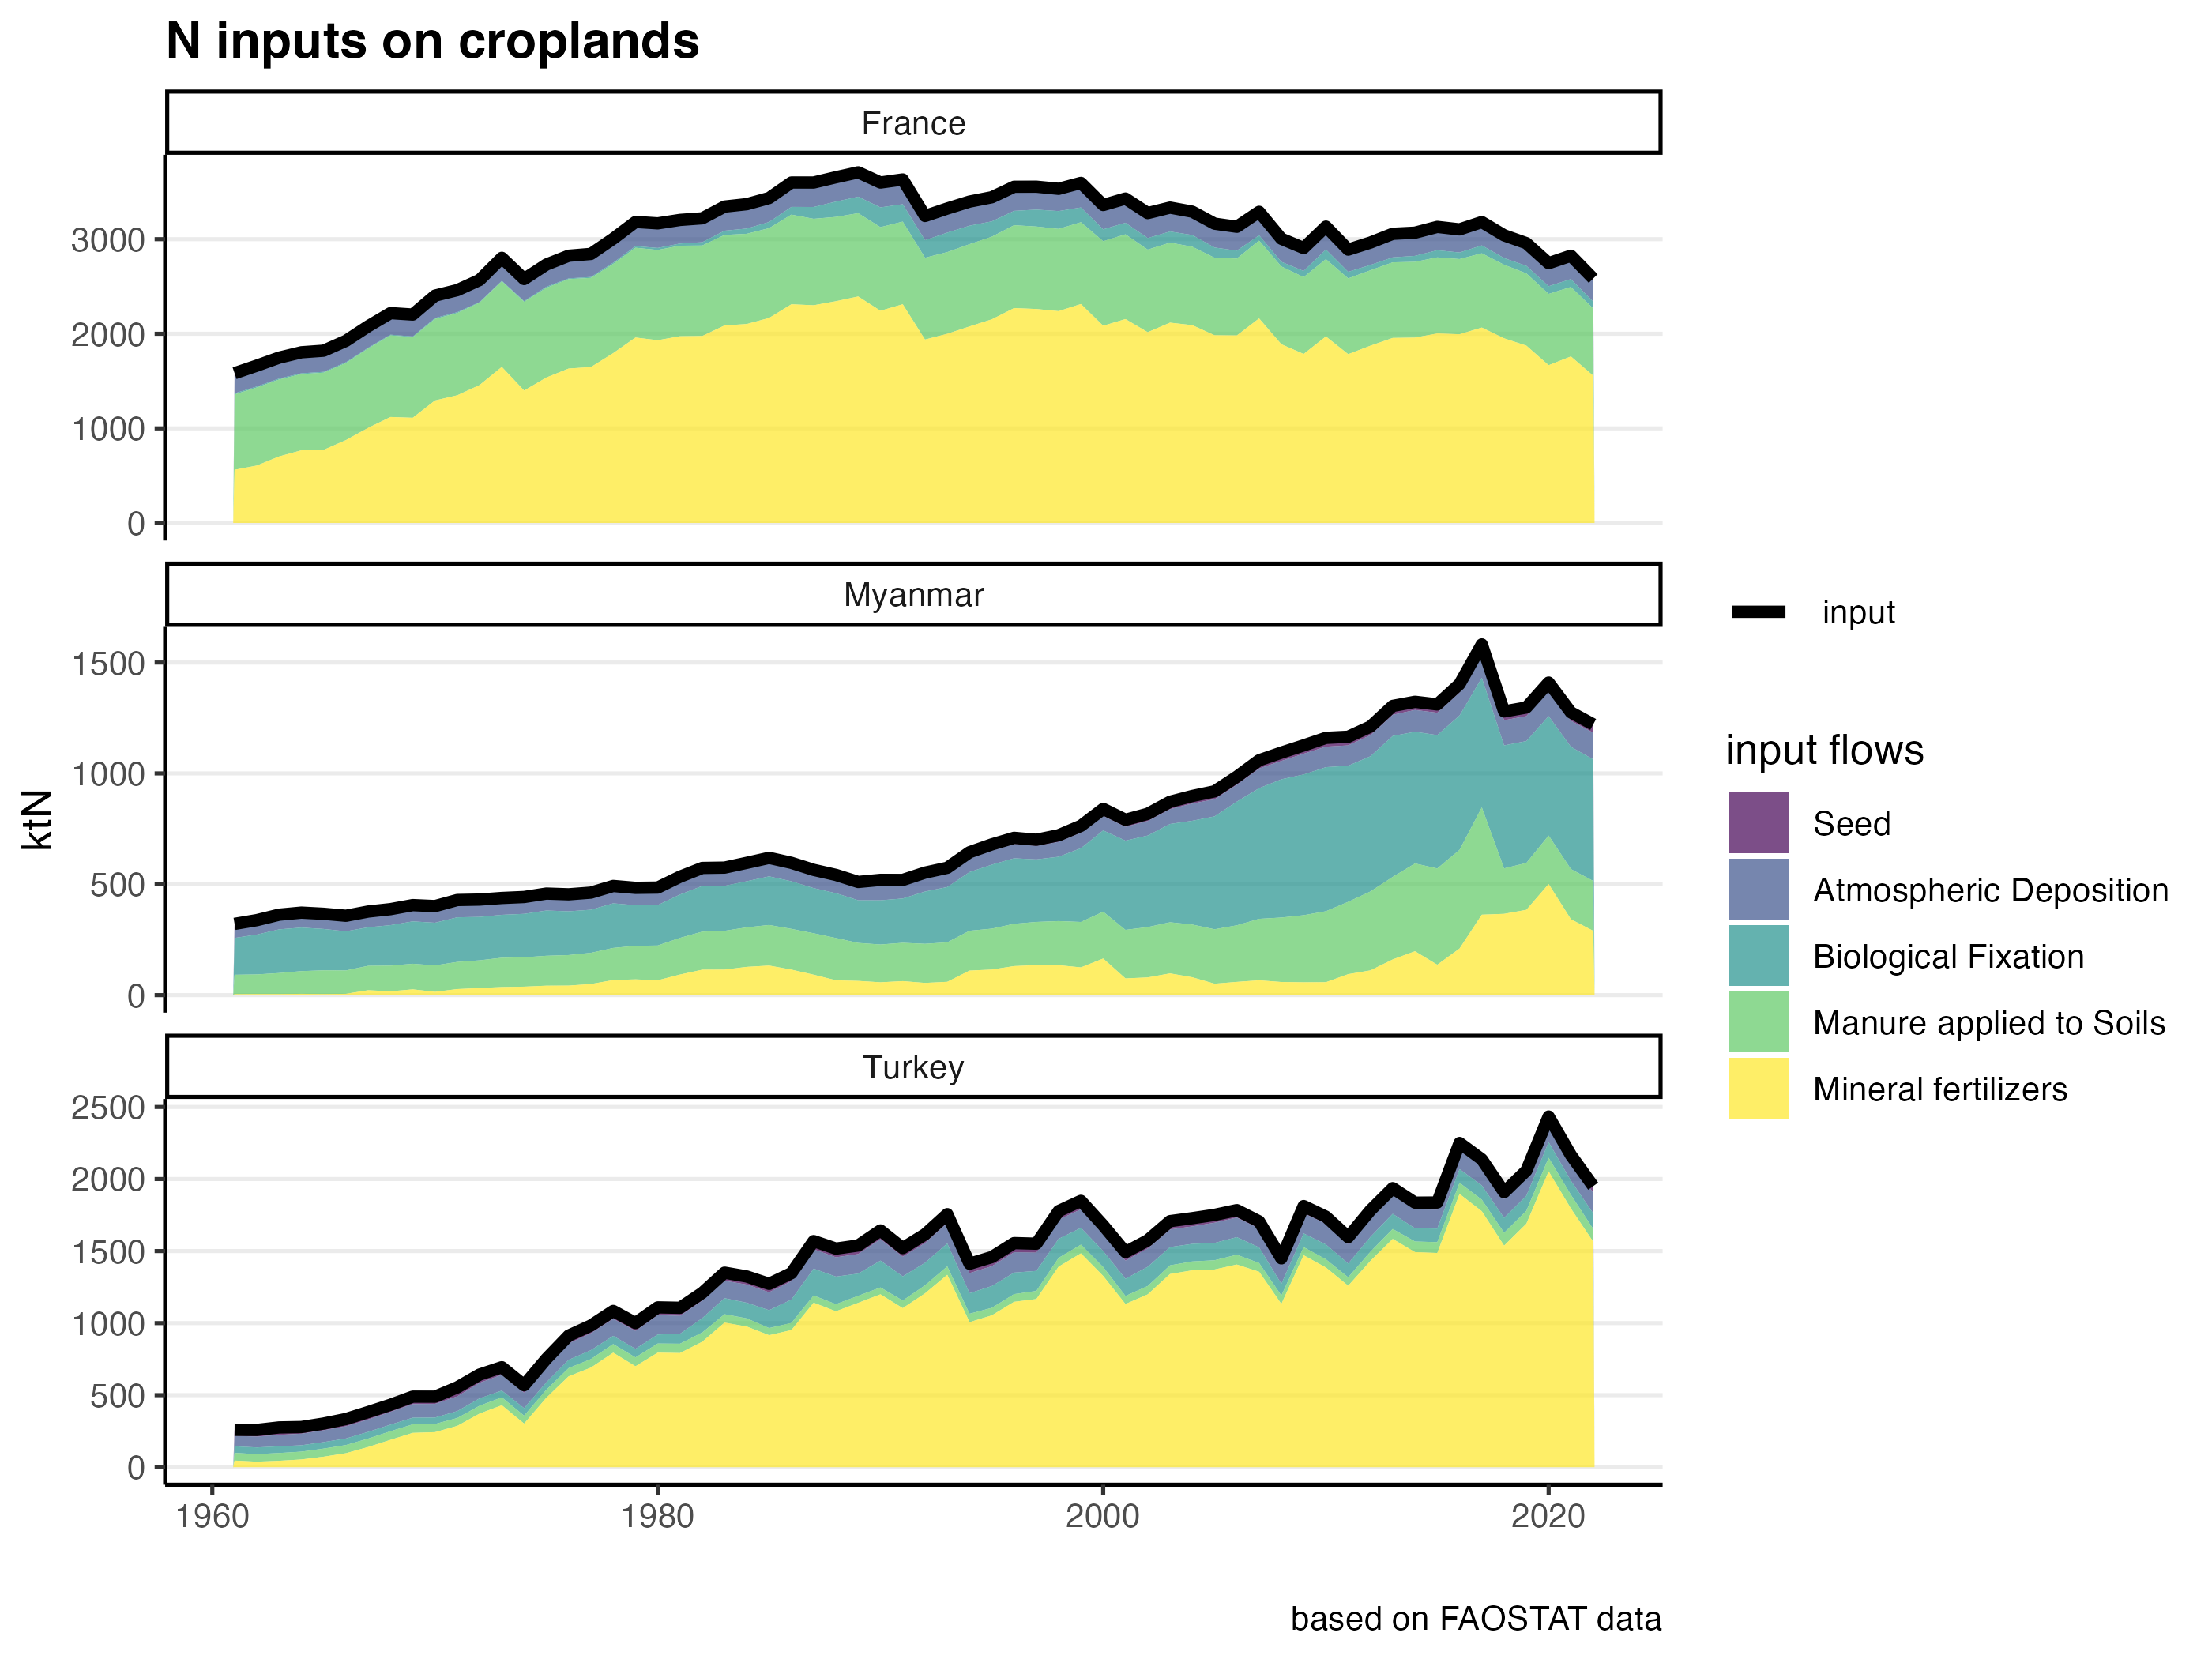 N inputs on croplands
France
3000
2000
1000
0
Myanmar
1500
1000
500
0
Turkey
2500
2000
1500
1000
500
0
1960 1980 2000 2020
ktN
input
input flows
Seed
Atmospheric Deposition
Biological Fixation
Manure applied to Soils
Mineral fertilizers
based on FAOSTAT data